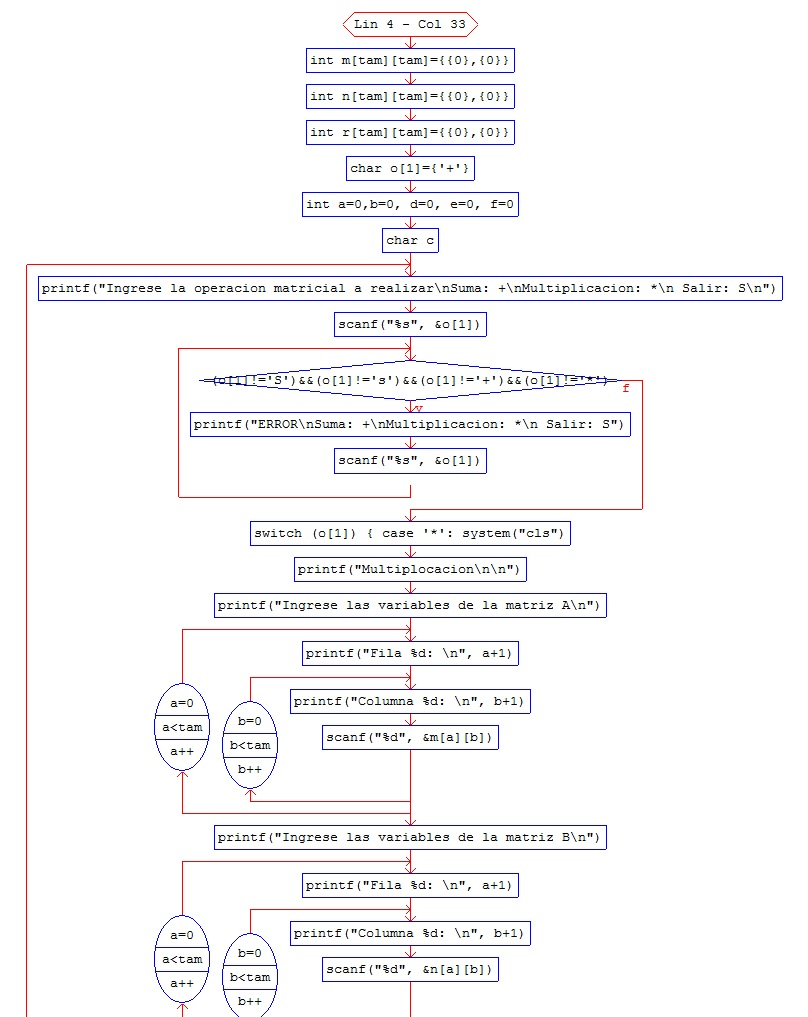 Lin 4 - Col 33
int m[tam][tam]={{0},{0}}
int n[tam][tam]={{0},{0}}
int r[tam][tam]={{0},{0}}
char o[1]={'+'}
int a=0,b=0, d=0, e=0, f=0
char c
printf("Ingrese la operacion matricial a realizar\nSuma: +\nMultiplicacion: *\n Salir: S\n")
scanf("%s", &o[1])
(o[1]!='S')&&(o[1]!='s')&&(o[1]!='+')&&(o[1]!='*')
f
v
printf("ERROR\nSuma: +\nMultiplicacion: *\n Salir: S")
scanf("%s", &o[1])
switch (o[1]) { case '*': system("cls")
printf("Multiplocacion\n\n")
printf("Ingrese las variables de la matriz A\n")
printf("Fila %d: \n", a+1)
a=0
a<tam
a++
b=0
b<tam
b++
printf("Columna %d: \n", b+1)
scanf("%d", &m[a][b])
printf("Ingrese las variables de la matriz B\n")
printf("Fila %d: \n", a+1)
a=0
a<tam
a++
b=0
b<tam
b++
printf("Columna %d: \n", b+1)
scanf("%d", &n[a][b])